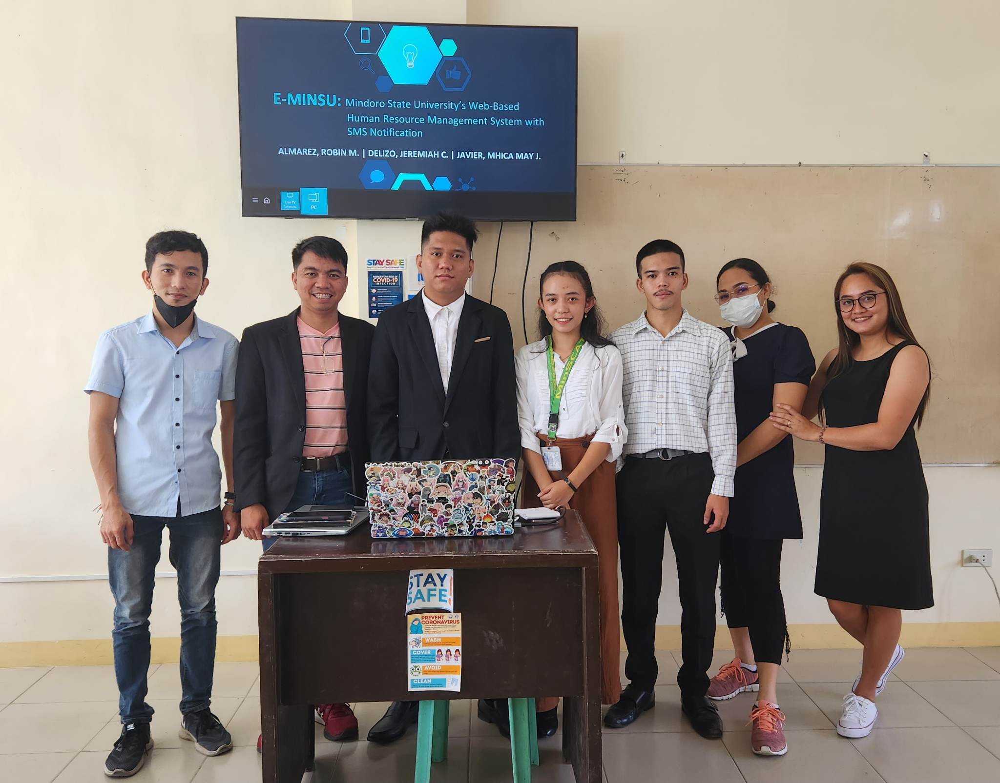 E-MINSU: Mindoro State University's Web-Based
Human Resource Management System with
SMS Notification
ALMAREZ, ROBIN M. | DELIZO, JEREMIAH C. | JAVIER, MHICA MAY J.
Live TV
PC
STAY SAFE
REDUCE YOUR RISK OF
COVID-19
INFECTION
MinSCA
STAY
SAFE!
PREVENT
CORONAVIRUS
WASH
COVER
AVOID
CLEAN